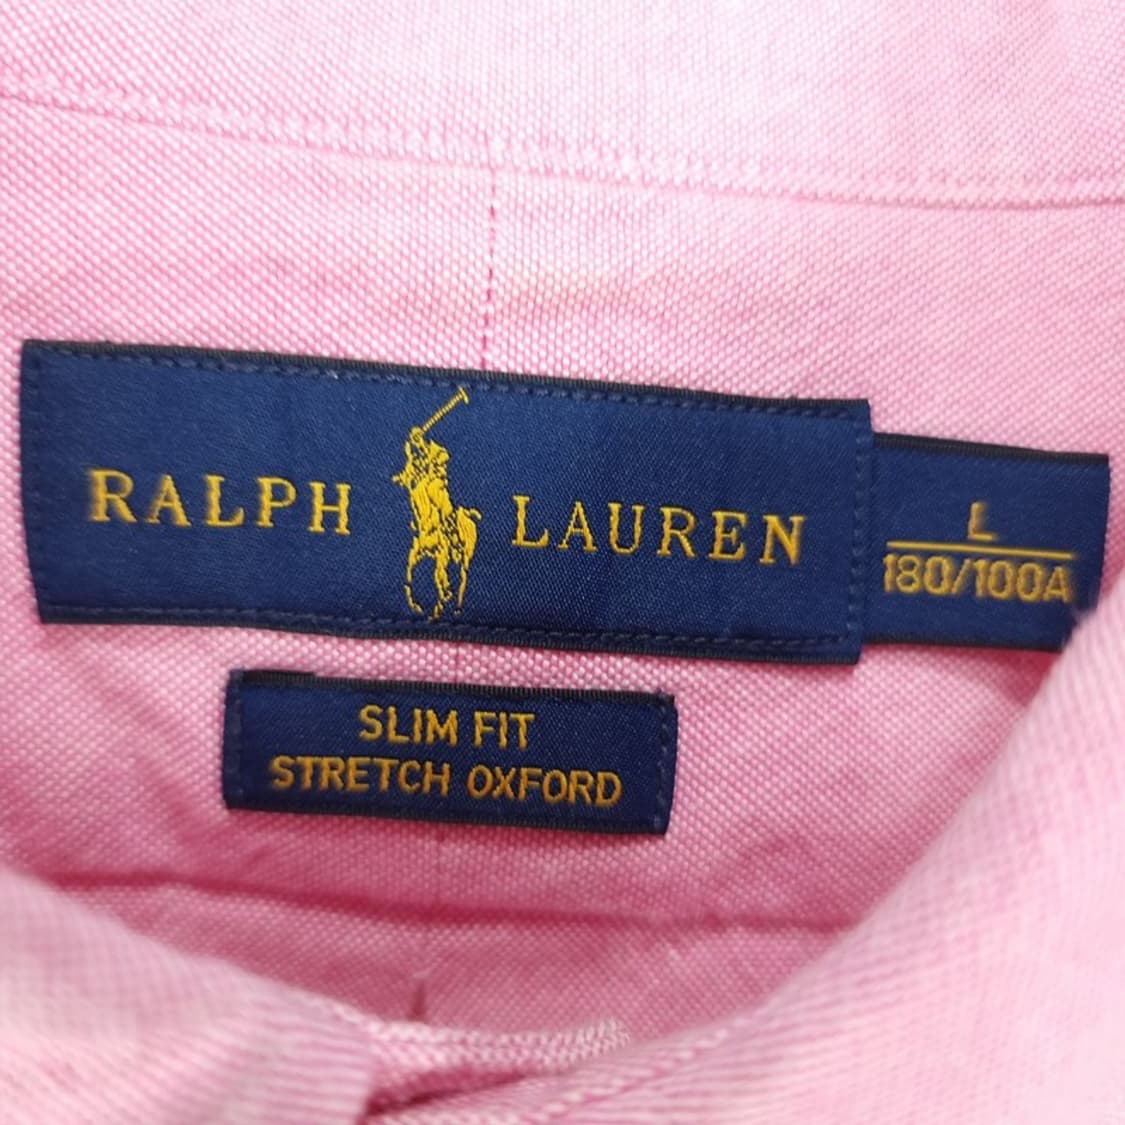 RALPH LAUREN
L
180/100A
SLIM FIT
STRETCH OXFORD